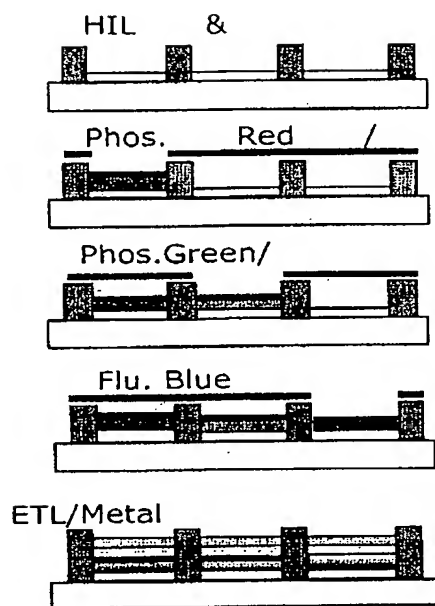 HIL &
Phos. Red /
Phos.Green/
Flu. Blue
ETL/Metal